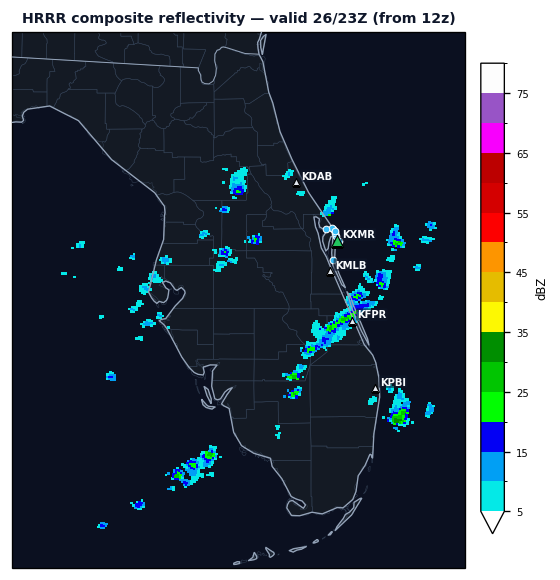 HRRR composite reflectivity — valid 26/23Z (from 12z)
KDAB
KXMR
KMLB
KFPR
KPBI
75
65
55
45
35
25
15
5
dBZ